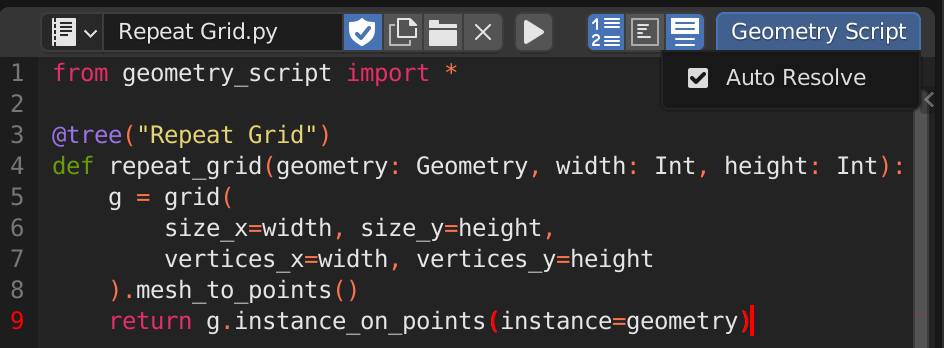 Repeat Grid.py
Geometry Script
Auto Resolve
1 from geometry_script import *
2
3 @tree("Repeat Grid")
4 def repeat_grid(geometry: Geometry, width: Int, height: Int):
5     g = grid(
6         size_x=width, size_y=height,
7         vertices_x=width, vertices_y=height
8     ).mesh_to_points()
9     return g.instance_on_points(instance=geometry)